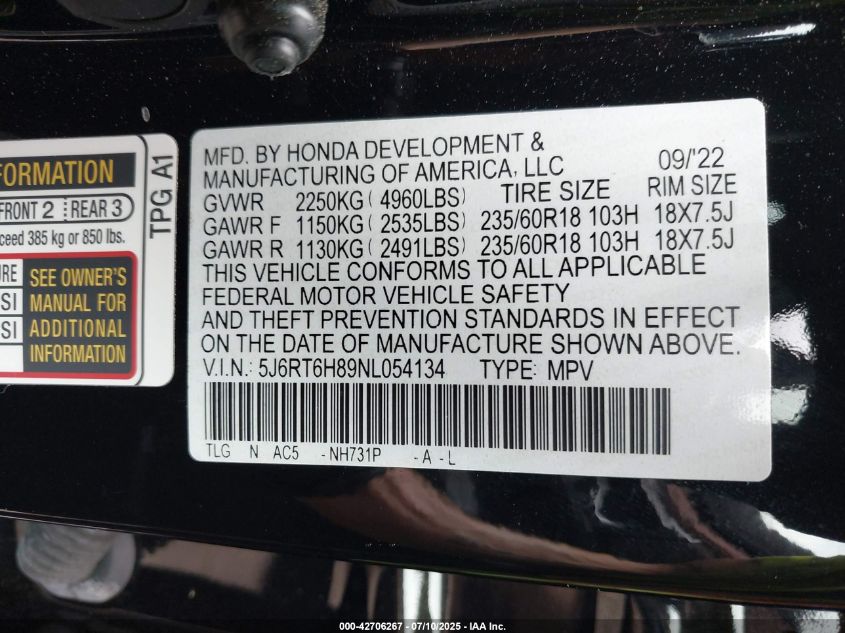 FORMATION
FRONT 2 REAR 3
ceed 385 kg or 850 lbs.
URE
SI
SI
SEE OWNER'S
MANUAL FOR
ADDITIONAL
INFORMATION
TPG A1
MFD. BY HONDA DEVELOPMENT &
MANUFACTURING OF AMERICA, LLC 09/'22
GVWR 2250KG ( 4960LBS) TIRE SIZE RIM SIZE
GAWR F 1150KG ( 2535LBS) 235/60R18 103H 18X7.5J
GAWR R 1130KG ( 2491LBS) 235/60R18 103H 18X7.5J
THIS VEHICLE CONFORMS TO ALL APPLICABLE
FEDERAL MOTOR VEHICLE SAFETY
AND THEFT PREVENTION STANDARDS IN EFFECT
ON THE DATE OF MANUFACTURE SHOWN ABOVE.
V.I.N.: 5J6RT6H89NL054134 TYPE: MPV
TLG N AC5 -NH731P -A -L
000-42706267 - 07/10/2025 - IAA Inc.